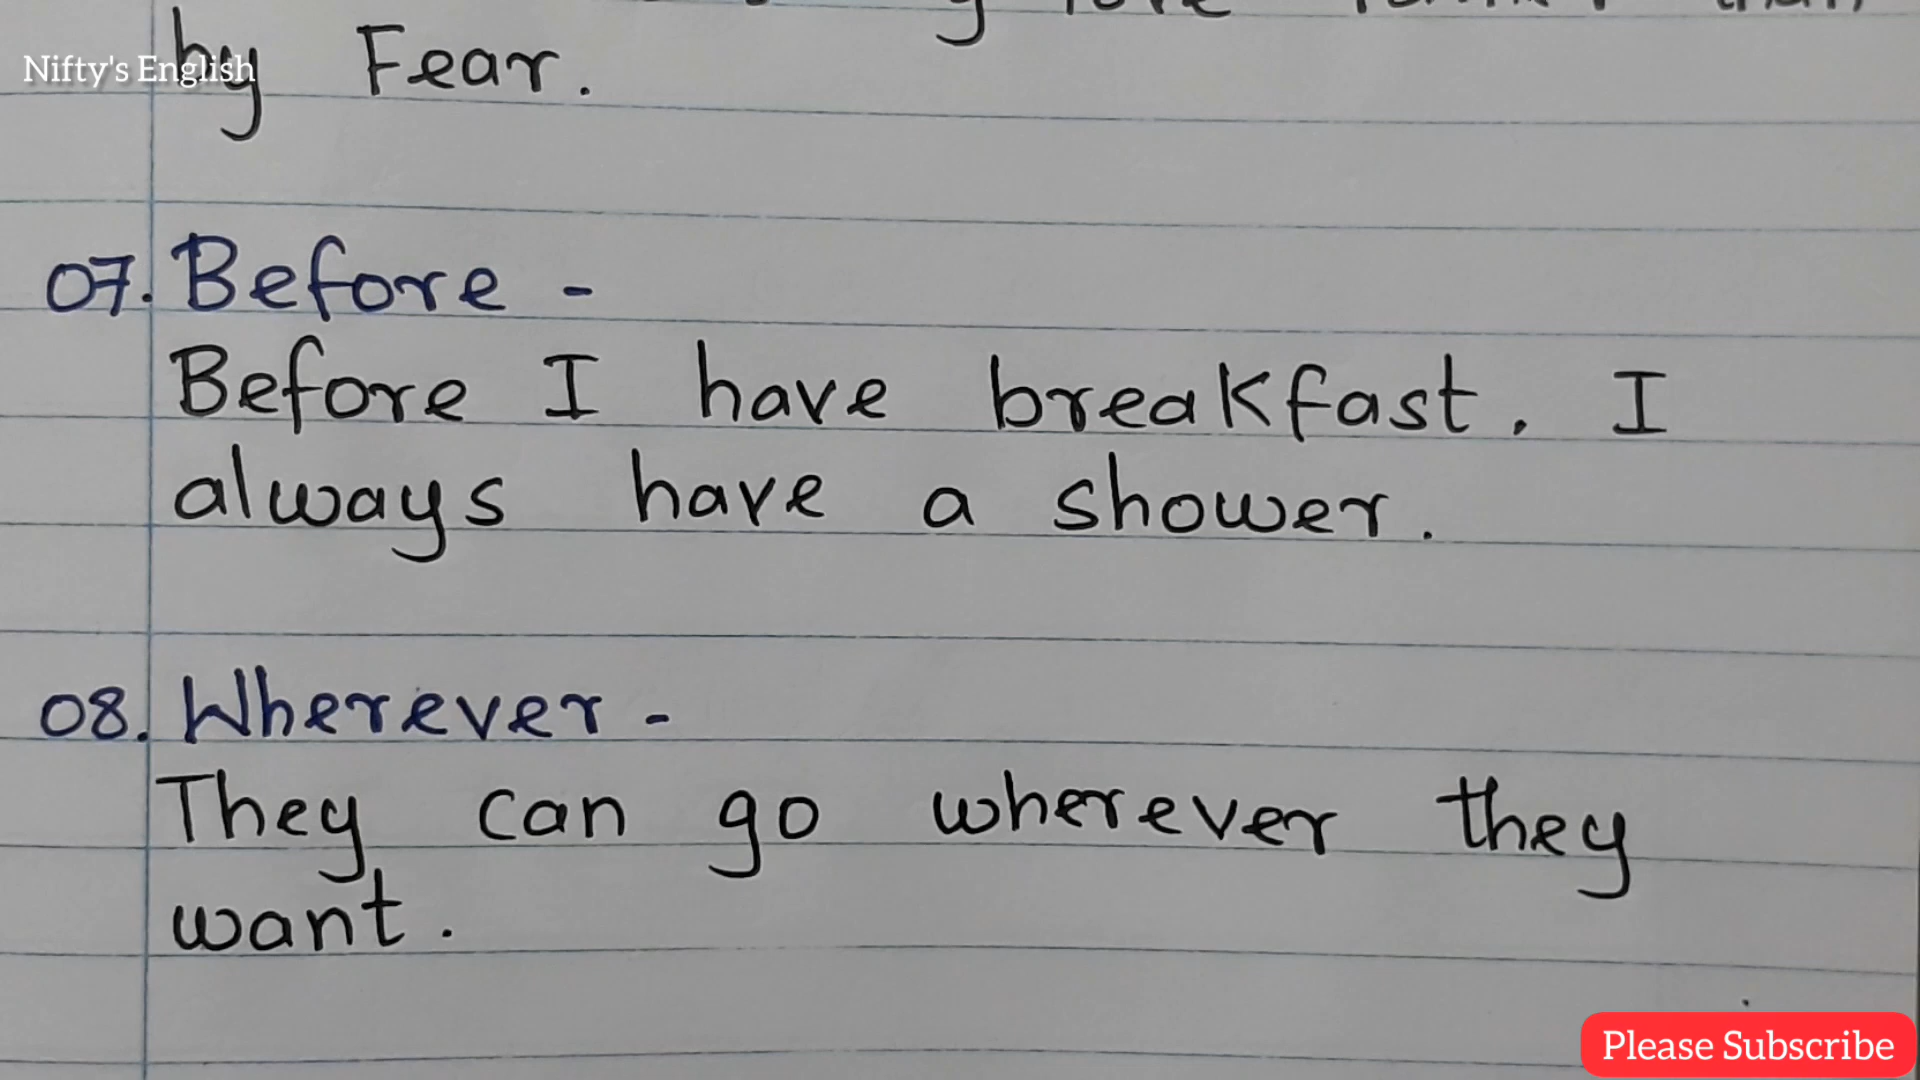 than
by Fear.
Nifty's English
07. Before -
Before I have breakfast. I
always have a shower.
08. Wherever -
They can go wherever they
want.
Please Subscribe